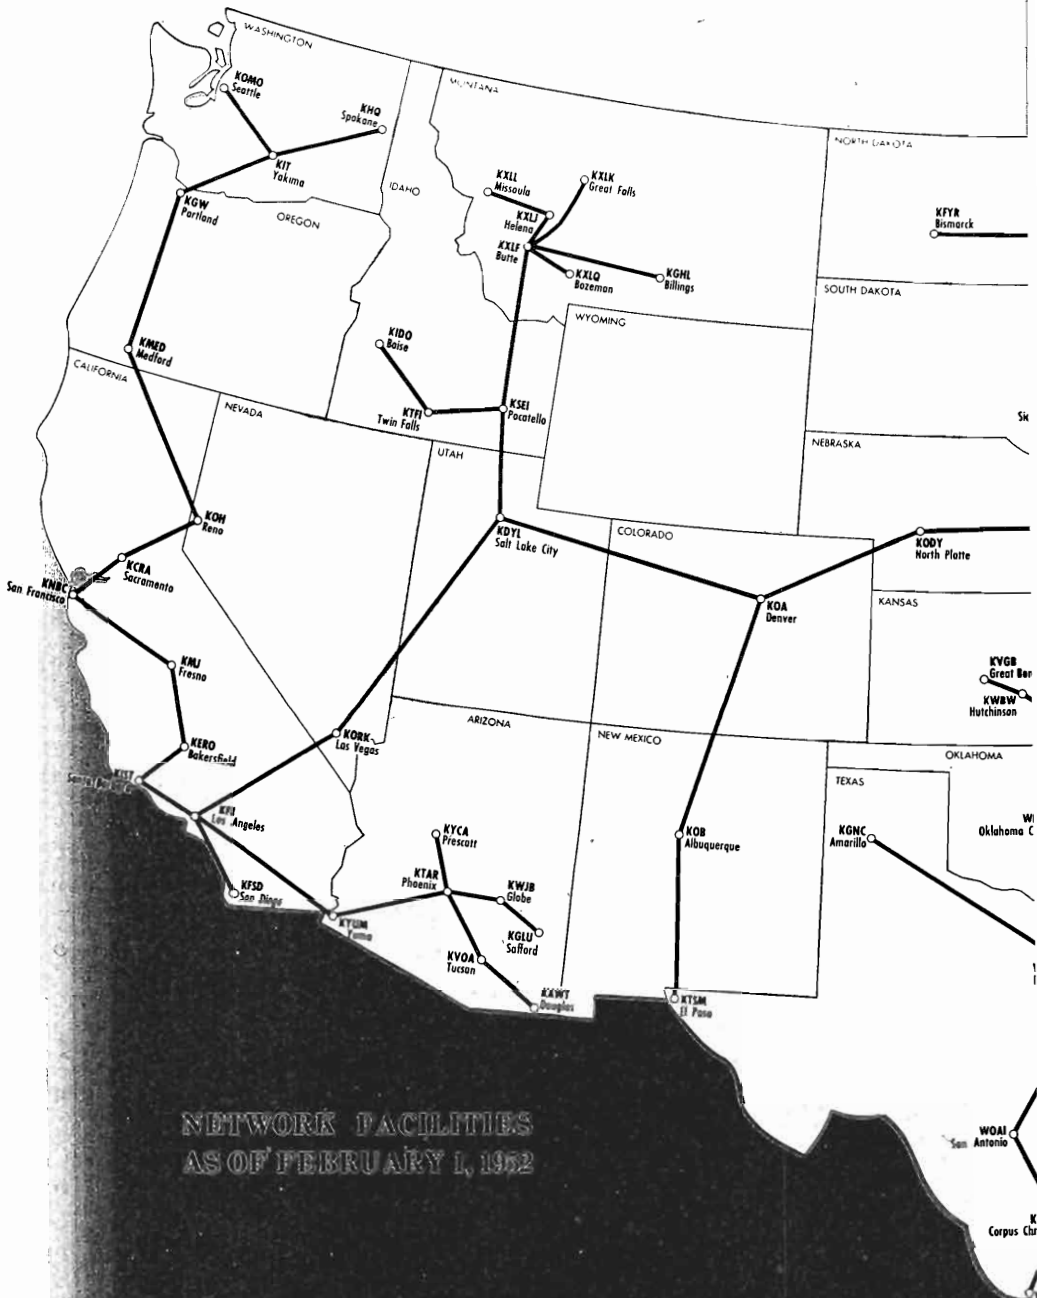 WASHINGTON
KOMO
Seattle
KHQ
Spokane
KIT
Yakima
KGW
Portland
OREGON
IDAHO
MONTANA
KXLL
Missoula
KXLK
Great Falls
KXLJ
Helena
KXLF
Butte
KXLQ
Bozeman
KGHL
Billings
NORTH DAKOTA
KFYR
Bismarck
SOUTH DAKOTA
WYOMING
KIDO
Boise
KTFI
Twin Falls
KSEI
Pocatello
KMED
Medford
CALIFORNIA
NEVADA
UTAH
NEBRASKA
KOH
Reno
KDYL
Salt Lake City
COLORADO
KODY
North Platte
KCRA
Sacramento
KNBC
San Francisco
KOA
Denver
KANSAS
KMJ
Fresno
KVGB
Great Ben
KWBW
Hutchinson
KERO
Bakersfield
KORK
Las Vegas
ARIZONA
NEW MEXICO
OKLAHOMA
TEXAS
KIST
KFI
Los Angeles
KYCA
Prescott
KOB
Albuquerque
KGNC
Amarillo
Oklahoma C
KTAR
Phoenix
KWJB
Globe
KFSD
San Diego
KYUM
Yuma
KGLU
Safford
KVOA
Tucson
KAWT
Douglas
KTSM
El Paso
NETWORK FACILITIES
AS OF FEBRUARY 1, 1952
WOAI
San Antonio
K
Corpus Chr